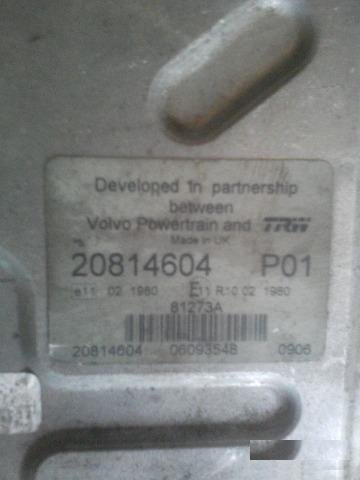 Developed in partnership
between
Volvo Powertrain and TRW
Made in UK
20814604 P01
e11 02 1980 E11 R10 02 1980
81273A
20814604 06093548 0906